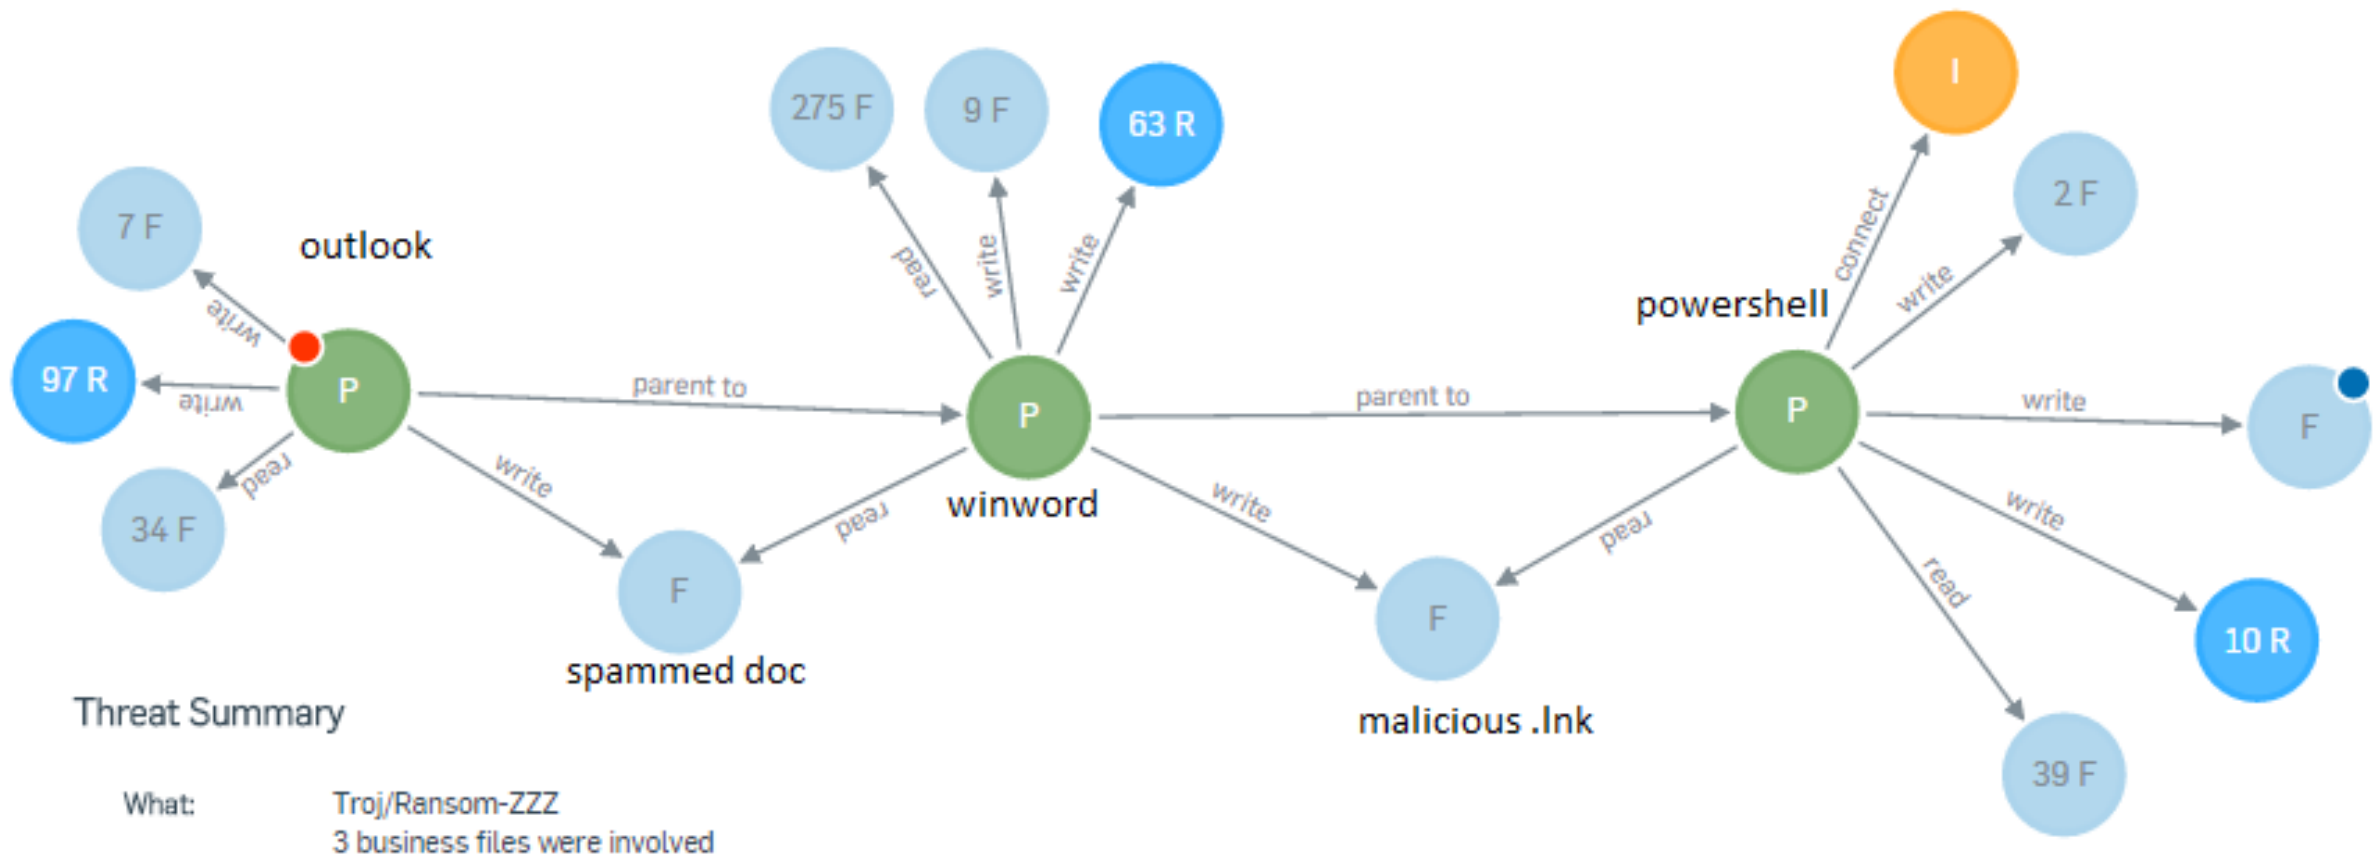 I
275 F
9 F
63 R
2 F
connect
7 F
outlook
read
write
write
write
powershell
write
97 R
write
P
parent to
P
parent to
P
write
F
read
write
read
winword
write
read
write
34 F
read
F
F
10 R
spammed doc
malicious .lnk
39 F
Threat Summary
What:
Troj/Ransom-ZZZ
3 business files were involved